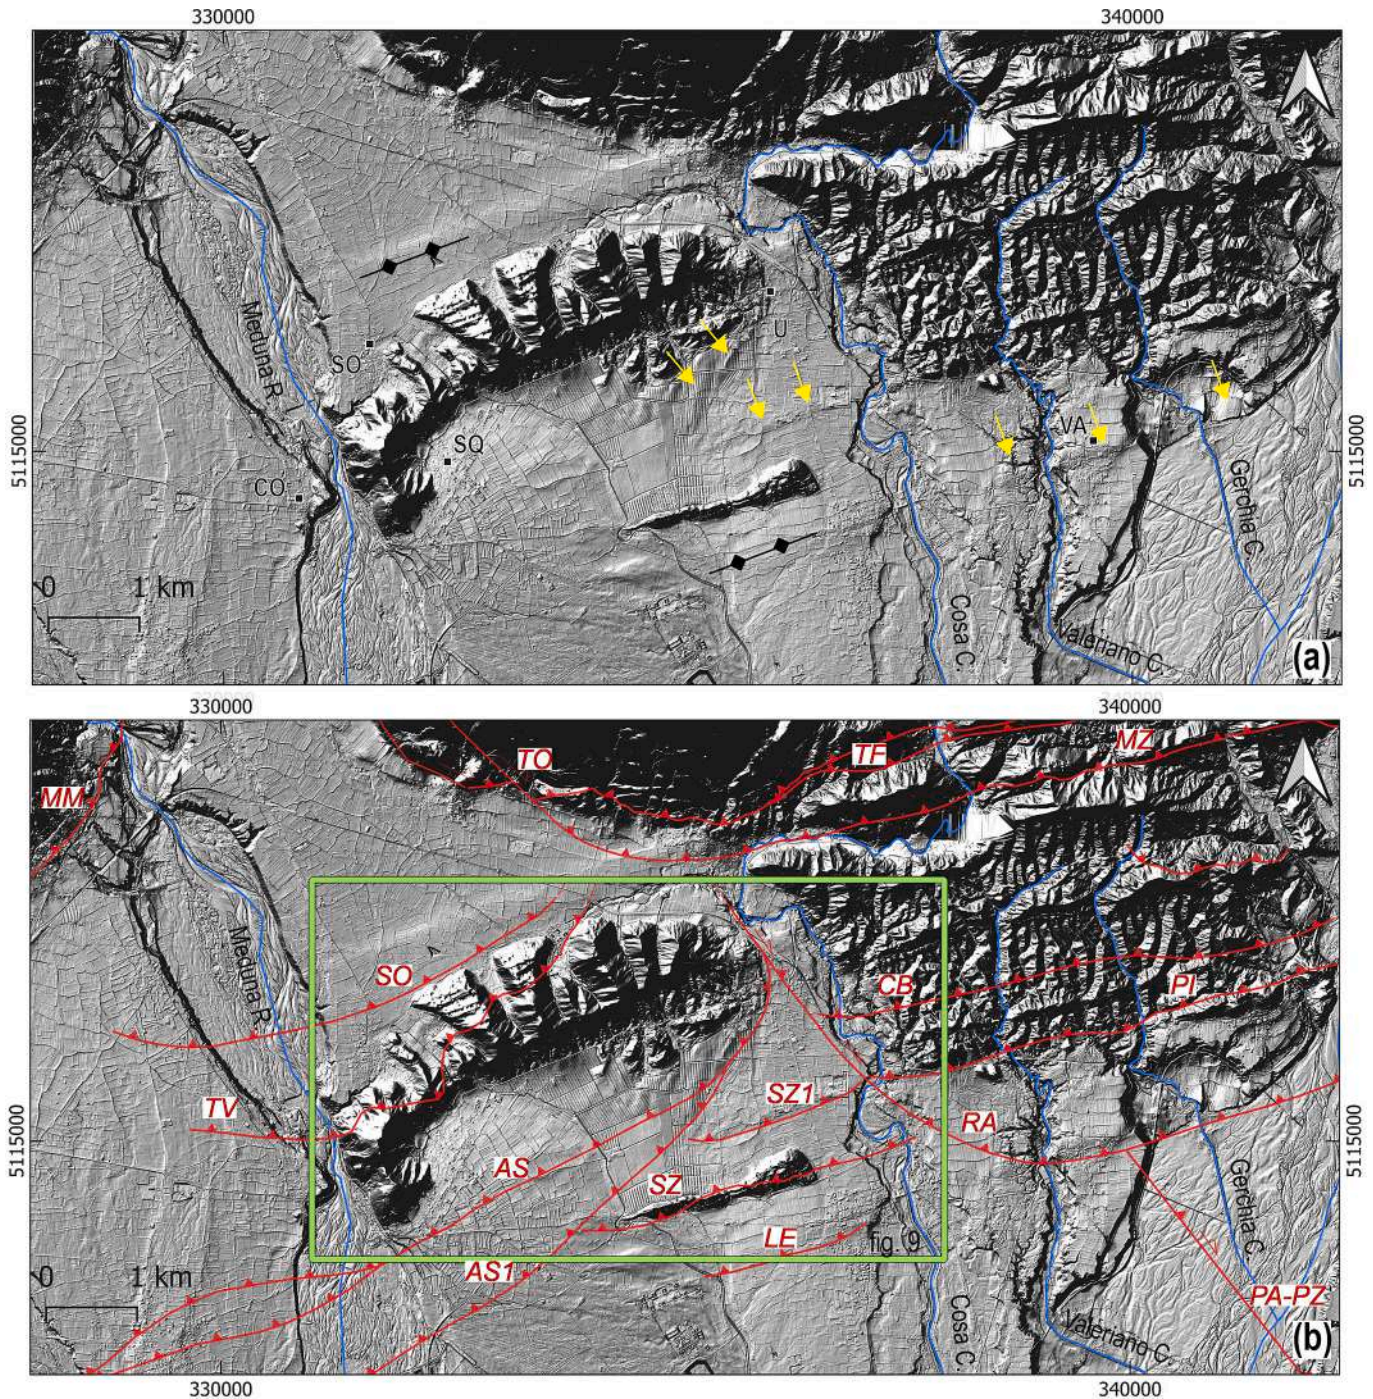 330000
340000
Meduna R.
SO
U
SQ
VA
CO
5115000
5115000
0 1 km
Cosa C.
Gerchia C.
Valeriano C.
(a)
330000
340000
TO
TF
MZ
MM
Meduna R.
SO
CB
PI
TV
SZ1
RA
5115000
5115000
AS
SZ
LE
fig. 9
AS1
0 1 km
Cosa C.
Gerchia C.
PA-PZ
Valeriano C.
(b)
330000
340000